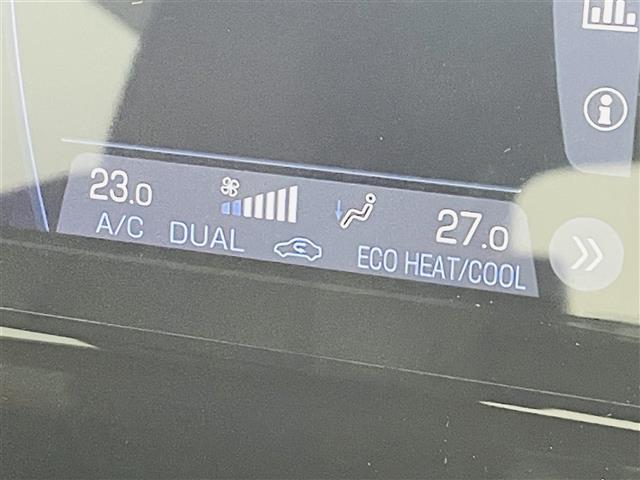 23.0 27.0
A/C DUAL ECO HEAT/COOL